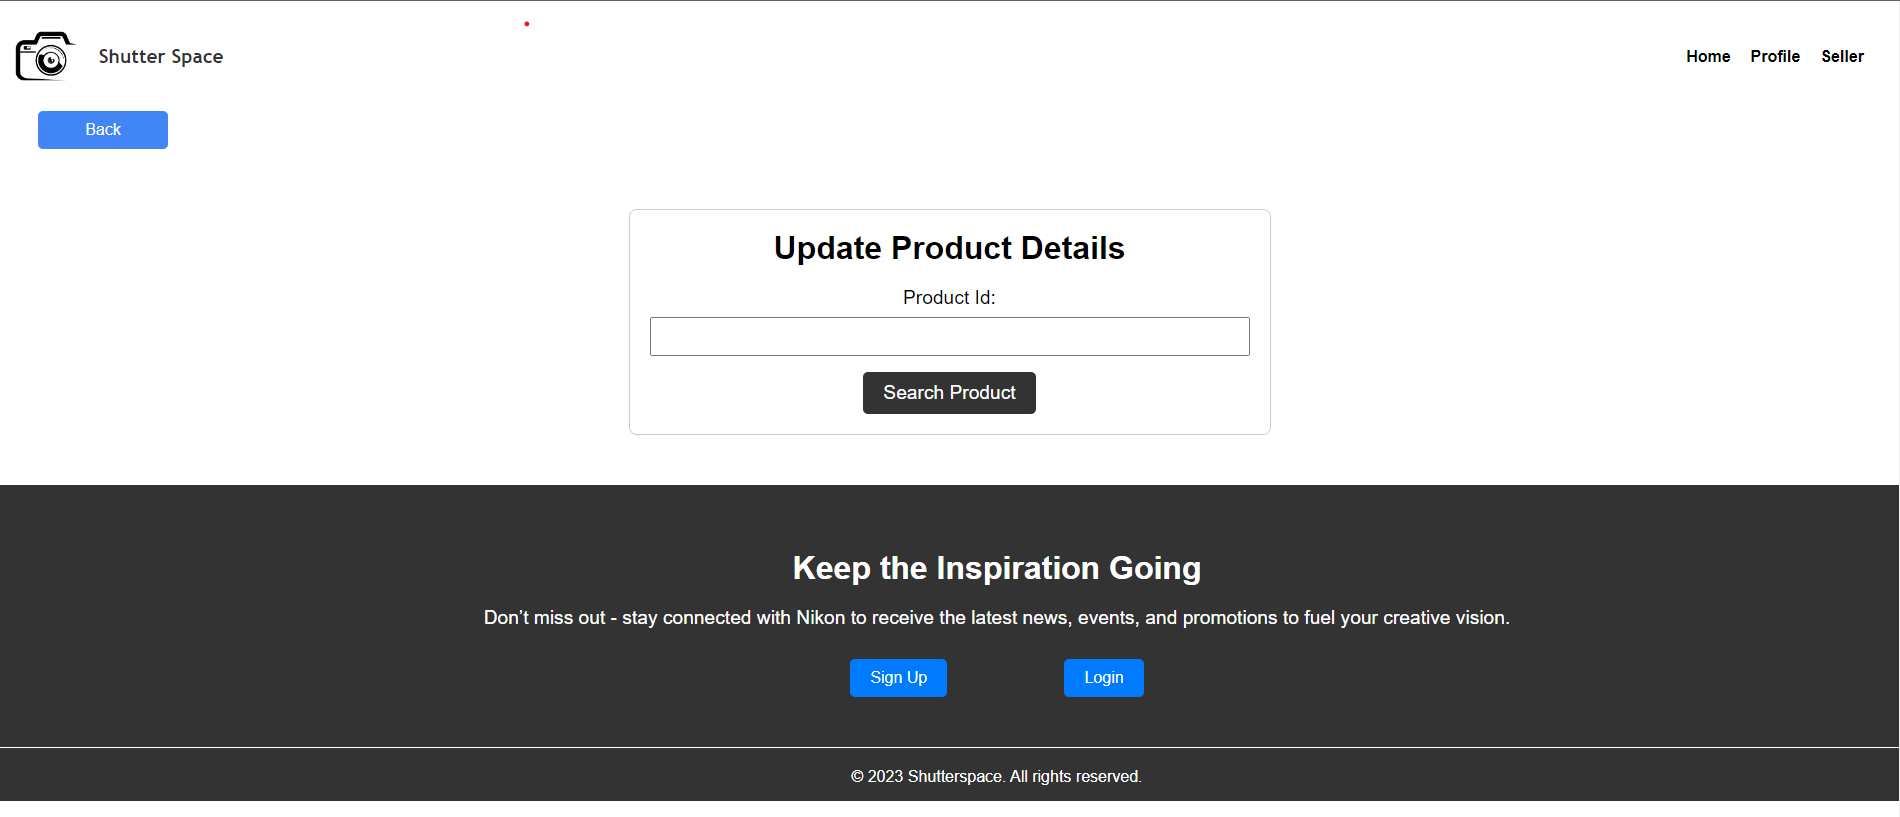 Shutter Space
Home Profile Seller
Back
Update Product Details
Product Id:
Search Product
Keep the Inspiration Going
Don’t miss out - stay connected with Nikon to receive the latest news, events, and promotions to fuel your creative vision.
Sign Up Login
© 2023 Shutterspace. All rights reserved.